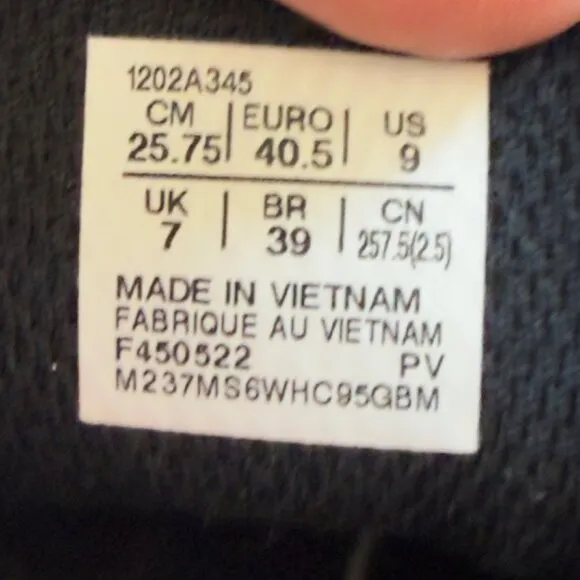 1202A345
CM | EURO | US
25.75 | 40.5 | 9
UK | BR | CN
7 | 39 | 257.5(2.5)
MADE IN VIETNAM
FABRIQUE AU VIETNAM
F450522 PV
M237MS6WHC95GBM